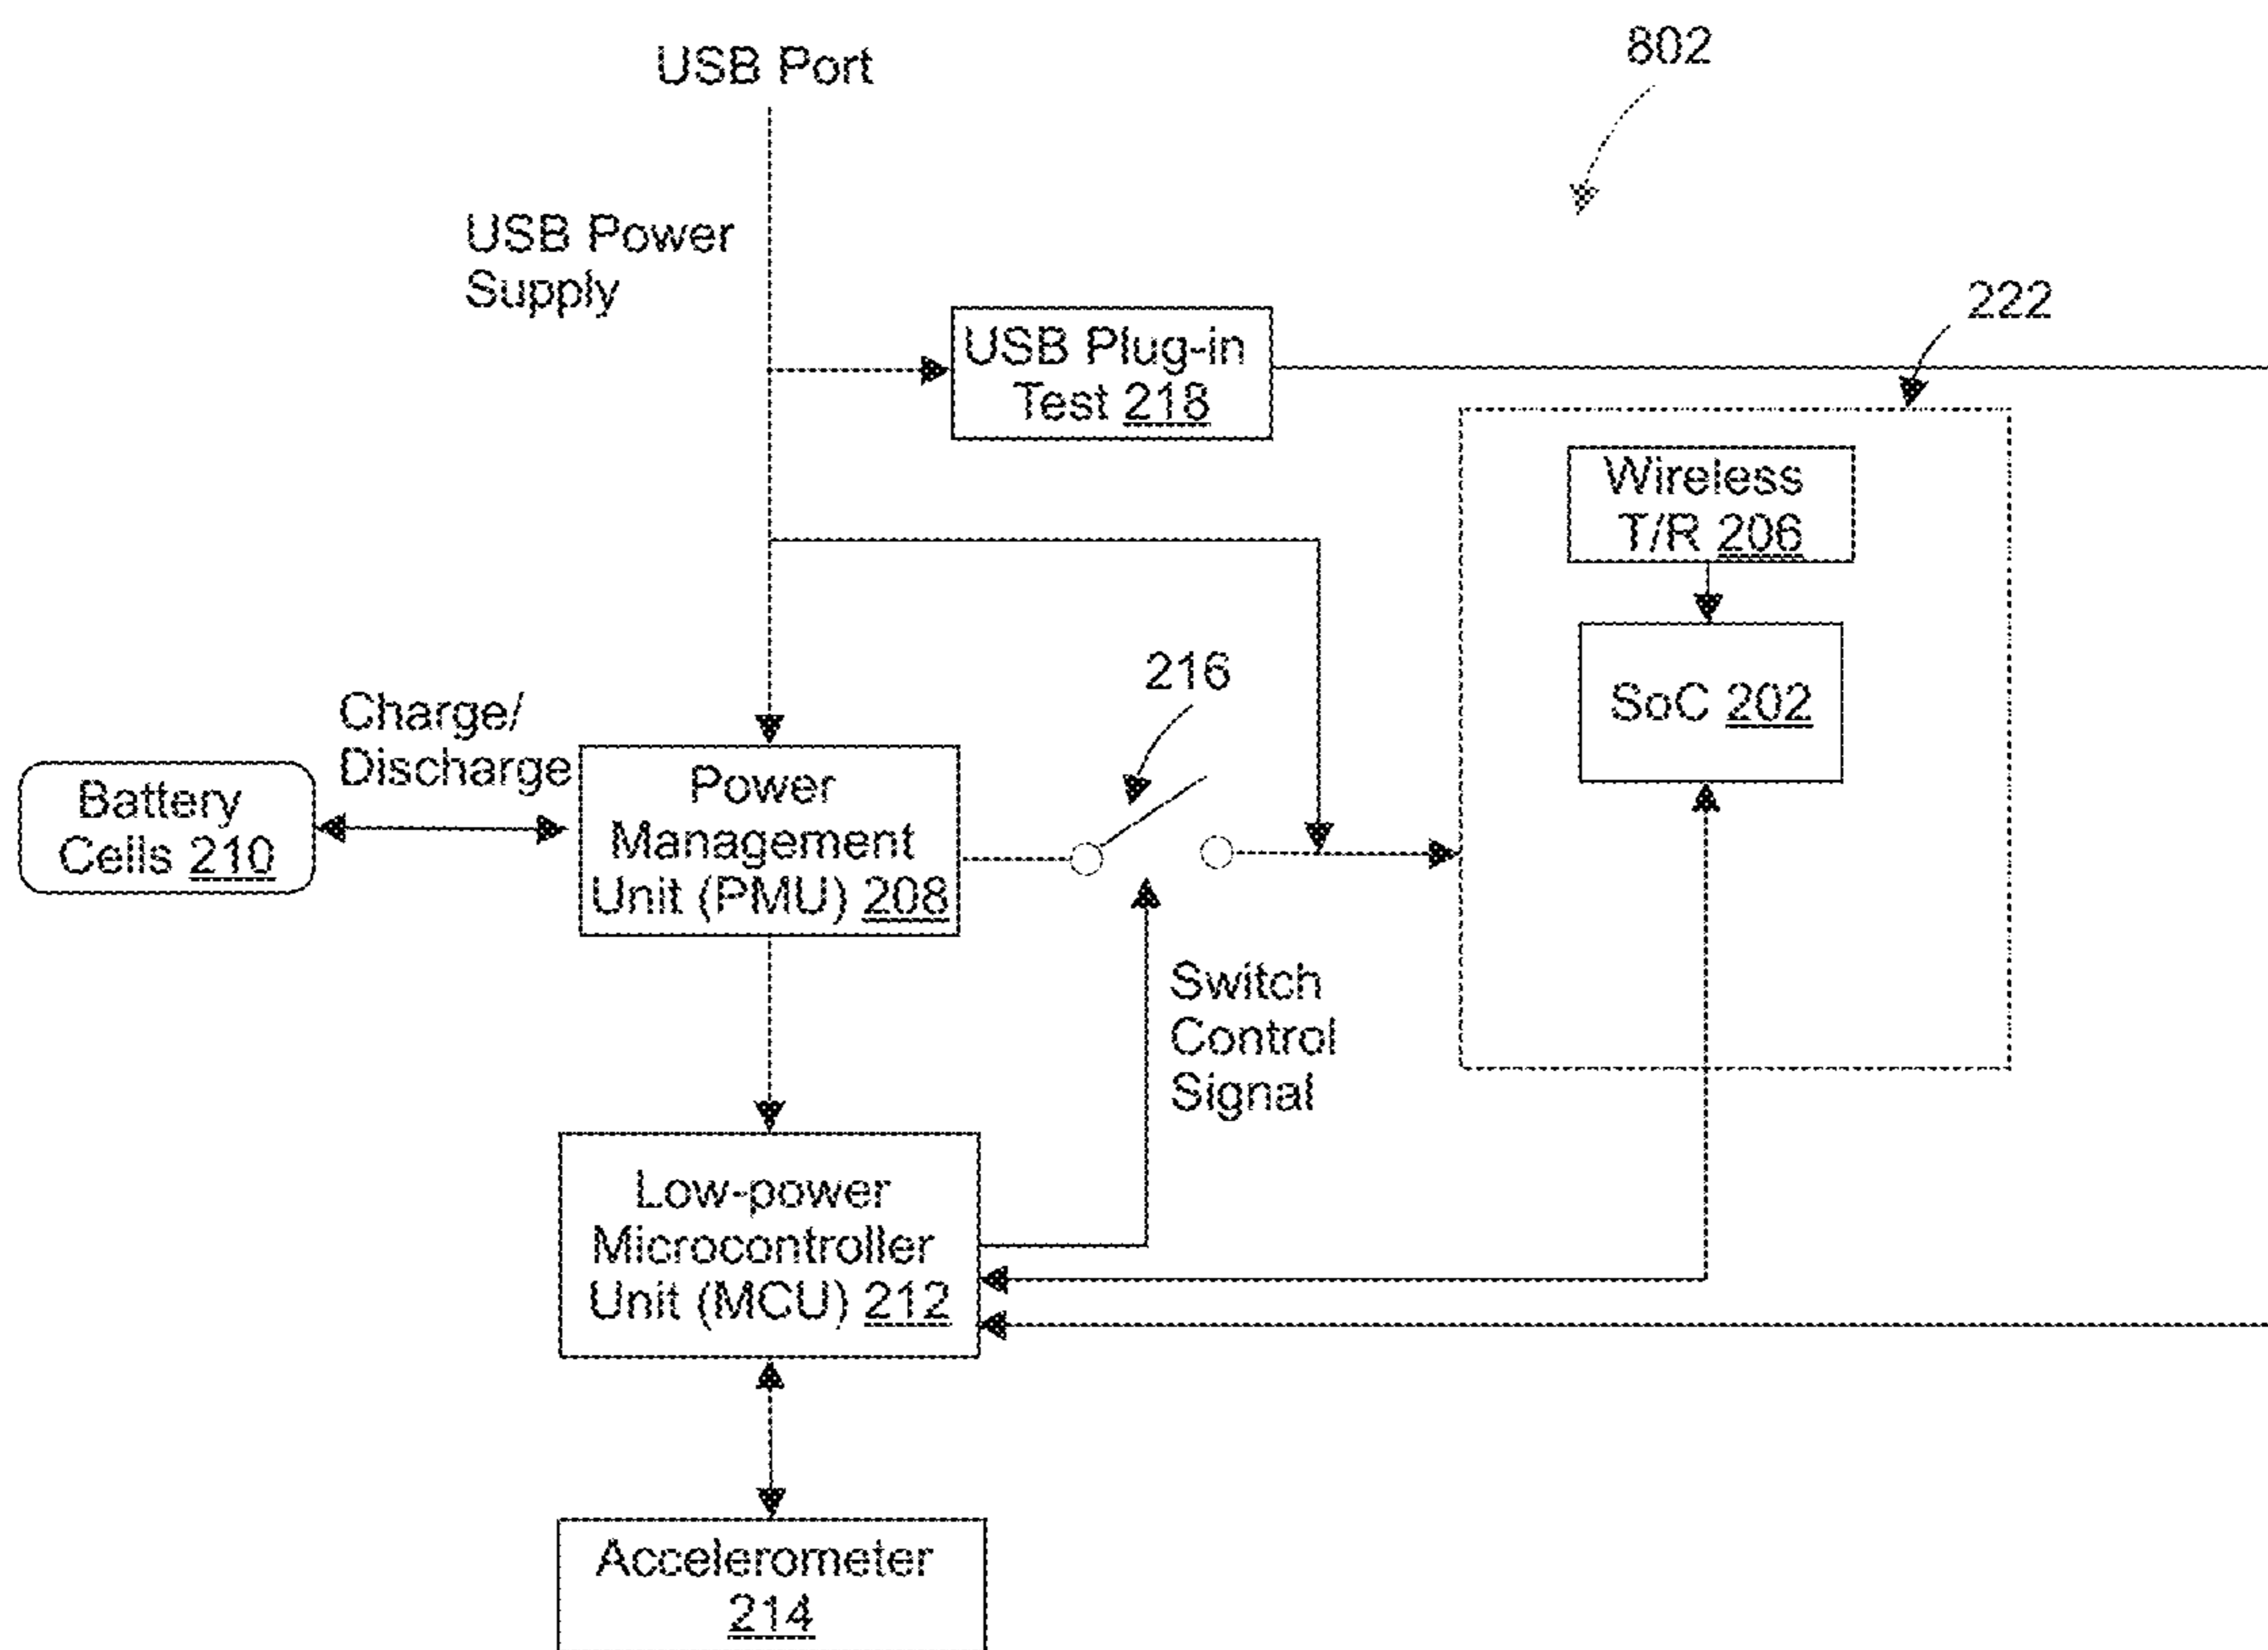 802
USB Port
USB Power
Supply
222
USB Plug-in
Test 218
Wireless
T/R 206
216
SoC 202
Charge/
Discharge
Battery
Cells 210
Power
Management
Unit (PMU) 208
Switch
Control
Signal
Low-power
Microcontroller
Unit (MCU) 212
Accelerometer
214